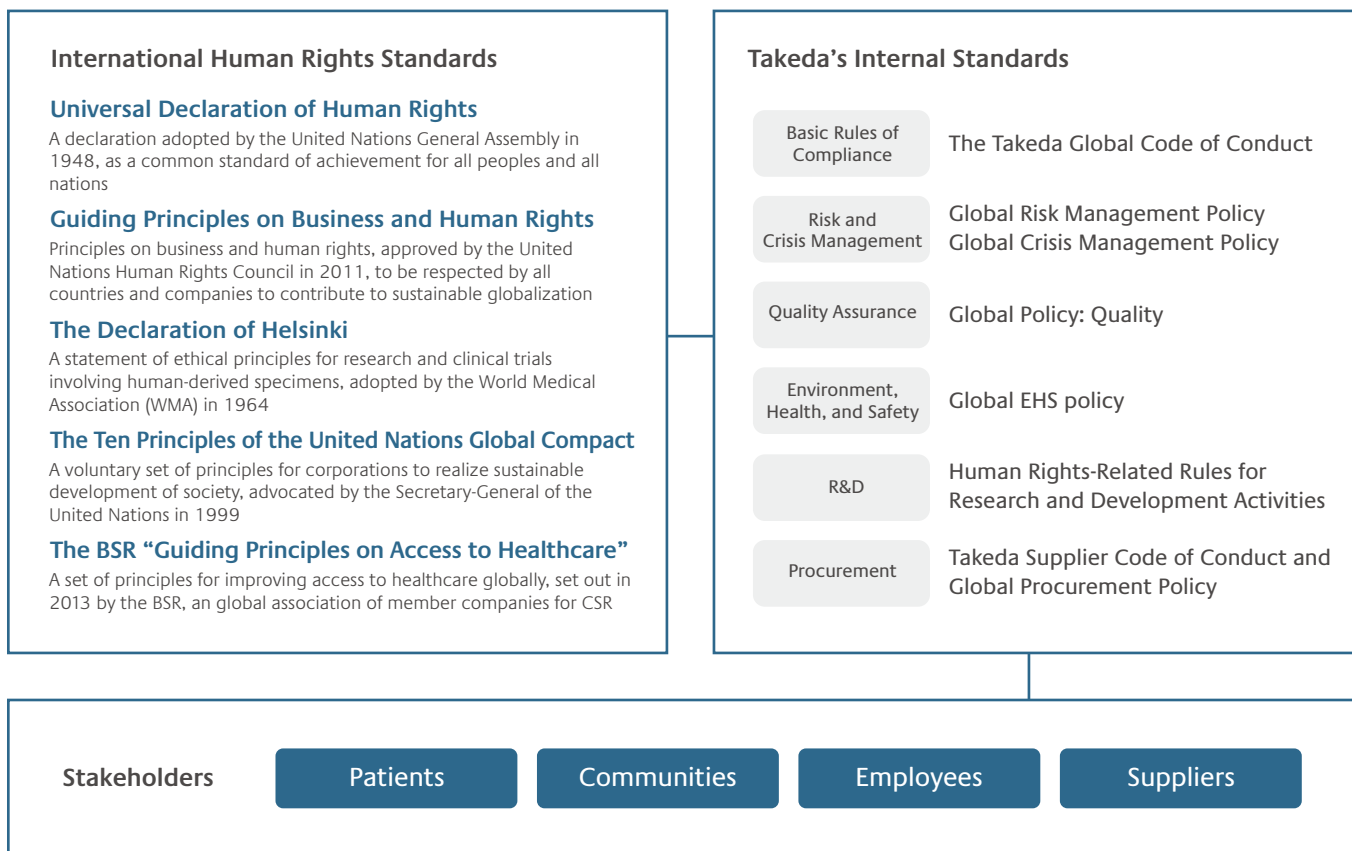 International Human Rights Standards
Universal Declaration of Human Rights
A declaration adopted by the United Nations General Assembly in
1948, as a common standard of achievement for all peoples and all
nations
Guiding Principles on Business and Human Rights
Principles on business and human rights, approved by the United
Nations Human Rights Council in 2011, to be respected by all
countries and companies to contribute to sustainable globalization
The Declaration of Helsinki
A statement of ethical principles for research and clinical trials
involving human-derived specimens, adopted by the World Medical
Association (WMA) in 1964
The Ten Principles of the United Nations Global Compact
A voluntary set of principles for corporations to realize sustainable
development of society, advocated by the Secretary-General of the
United Nations in 1999
The BSR “Guiding Principles on Access to Healthcare”
A set of principles for improving access to healthcare globally, set out in
2013 by the BSR, an global association of member companies for CSR
Takeda’s Internal Standards
Basic Rules of
Compliance
The Takeda Global Code of Conduct
Risk and
Crisis Management
Global Risk Management Policy
Global Crisis Management Policy
Quality Assurance
Global Policy: Quality
Environment,
Health, and Safety
Global EHS policy
R&D
Human Rights-Related Rules for
Research and Development Activities
Procurement
Takeda Supplier Code of Conduct and
Global Procurement Policy
Stakeholders
Patients
Communities
Employees
Suppliers